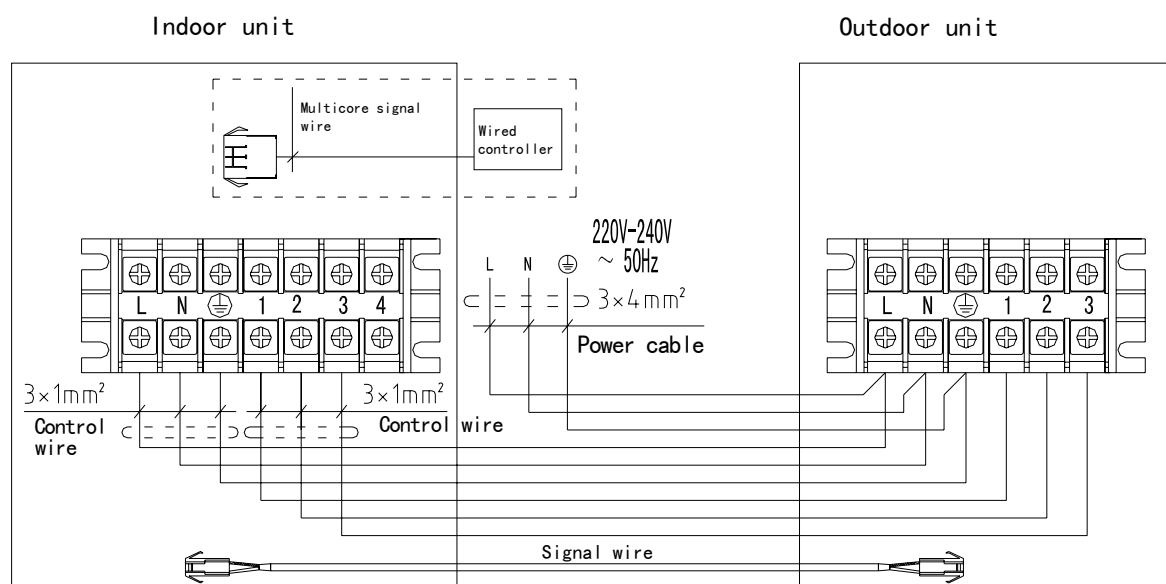 Indoor unit
Outdoor unit
Multicore signal
wire
Wired
controller
220V-240V
~ 50Hz
L N
3×4mm²
Power cable
L N 1 2 3 4
L N 1 2 3
3×1mm²
Control
wire
3×1mm²
Control wire
Signal wire